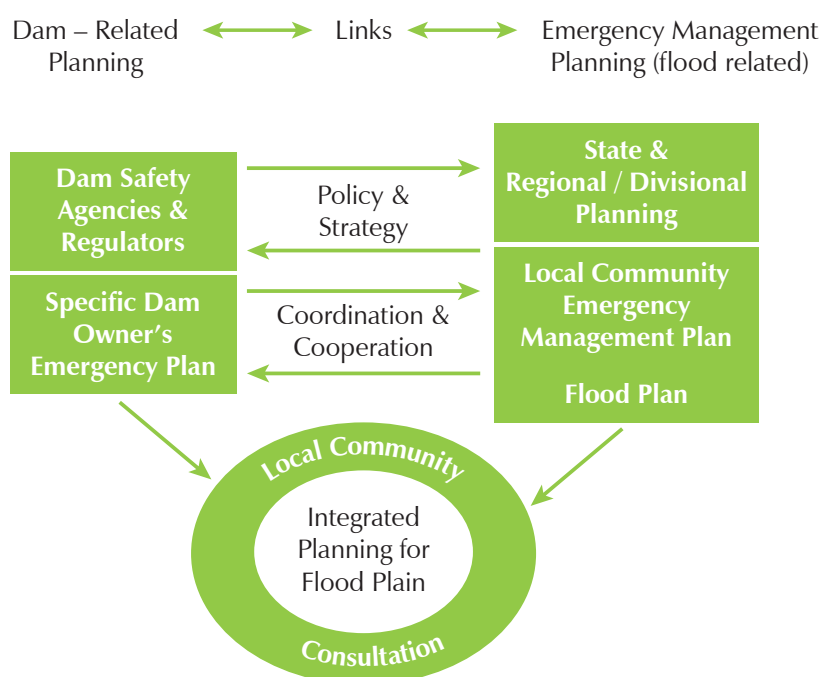 Dam – Related
Planning
Links
Emergency Management
Planning (flood related)
Dam Safety
Agencies &
Regulators
Policy &
Strategy
State &
Regional / Divisional
Planning
Specific Dam
Owner’s
Emergency Plan
Coordination &
Cooperation
Local Community
Emergency
Management Plan
Flood Plan
Local Community
Integrated
Planning for
Flood Plain
Consultation